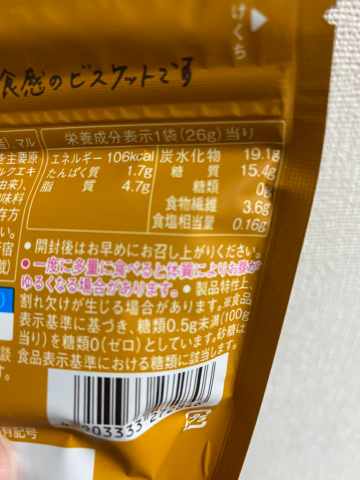 けくち
食感のビスケットです
栄養成分表示1袋(26g)当り
エネルギー 106kcal
たんぱく質 1.7g
脂質 4.7g
炭水化物 19.1g
糖質 15.4g
糖類 0g
食物繊維 3.6g
食塩相当量 0.16g
・開封後はお早めにお召し上がりください。
・一度に多量に食べると体質によりお腹が
ゆるくなる場合があります。・製品特性上、
割れ欠けが生じる場合があります。※食品
表示基準に基づき、糖類0.5g未満(100g
当り)を糖類0(ゼロ)としています。砂糖は
食品表示基準における糖類に該当します。